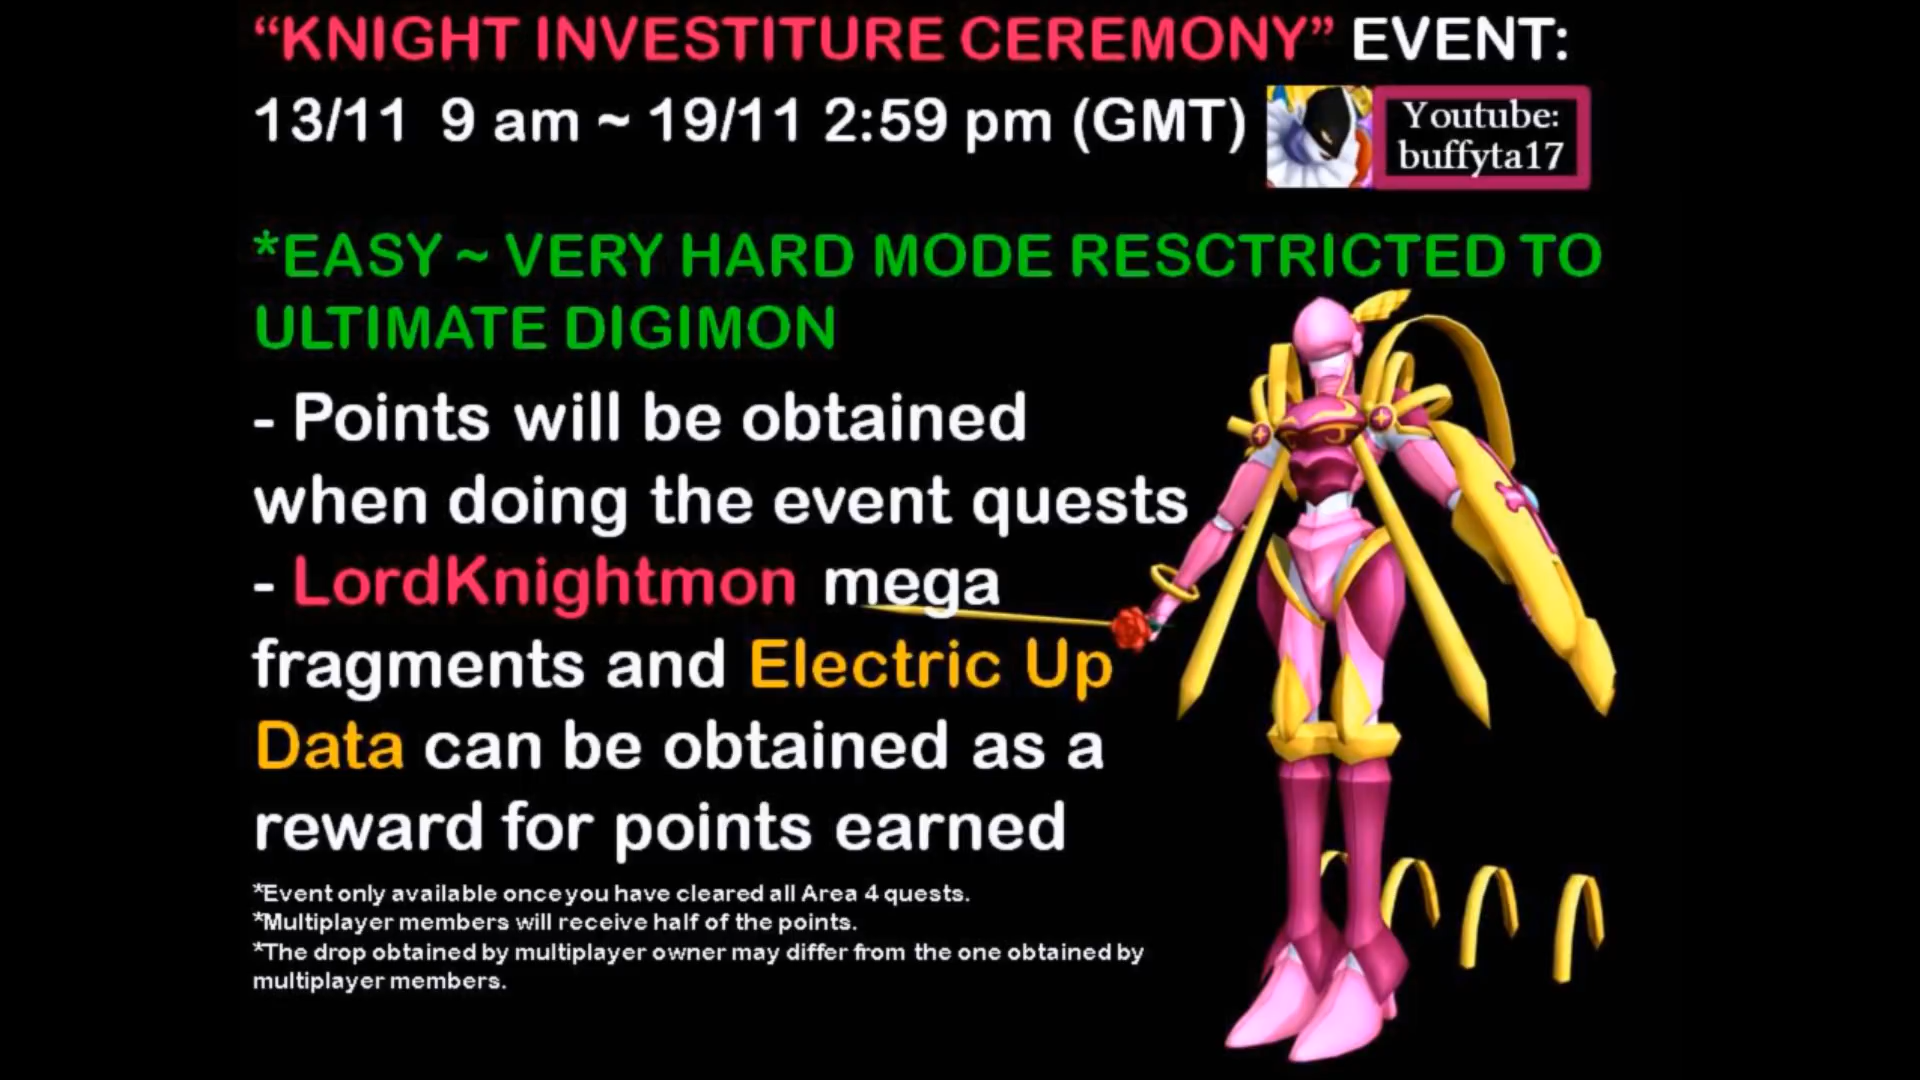 “KNIGHT INVESTITURE CEREMONY” EVENT:
13/11 9 am ~ 19/11 2:59 pm (GMT)
Youtube:
buffyta17
*EASY ~ VERY HARD MODE RESCTRICTED TO
ULTIMATE DIGIMON
- Points will be obtained
when doing the event quests
- LordKnightmon mega
fragments and Electric Up
Data can be obtained as a
reward for points earned
*Event only available once you have cleared all Area 4 quests.
*Multiplayer members will receive half of the points.
*The drop obtained by multiplayer owner may differ from the one obtained by
multiplayer members.